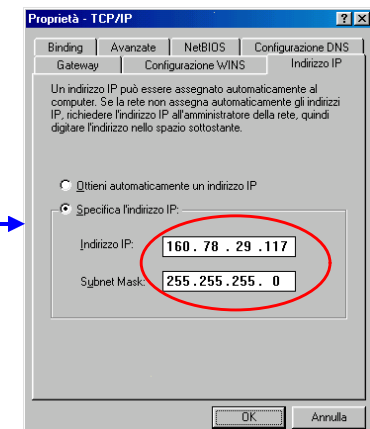 Proprietà - TCP/IP
Binding Avanzate NetBIOS Configurazione DNS
Gateway Configurazione WINS Indirizzo IP
Un indirizzo IP può essere assegnato automaticamente al
computer. Se la rete non assegna automaticamente gli indirizzi
IP, richiedere l'indirizzo IP all'amministratore della rete, quindi
digitare l'indirizzo nello spazio sottostante.
Ottieni automaticamente un indirizzo IP
Specifica l'indirizzo IP:
Indirizzo IP: 160. 78 . 29 .117
Subnet Mask: 255.255.255. 0
OK Annulla